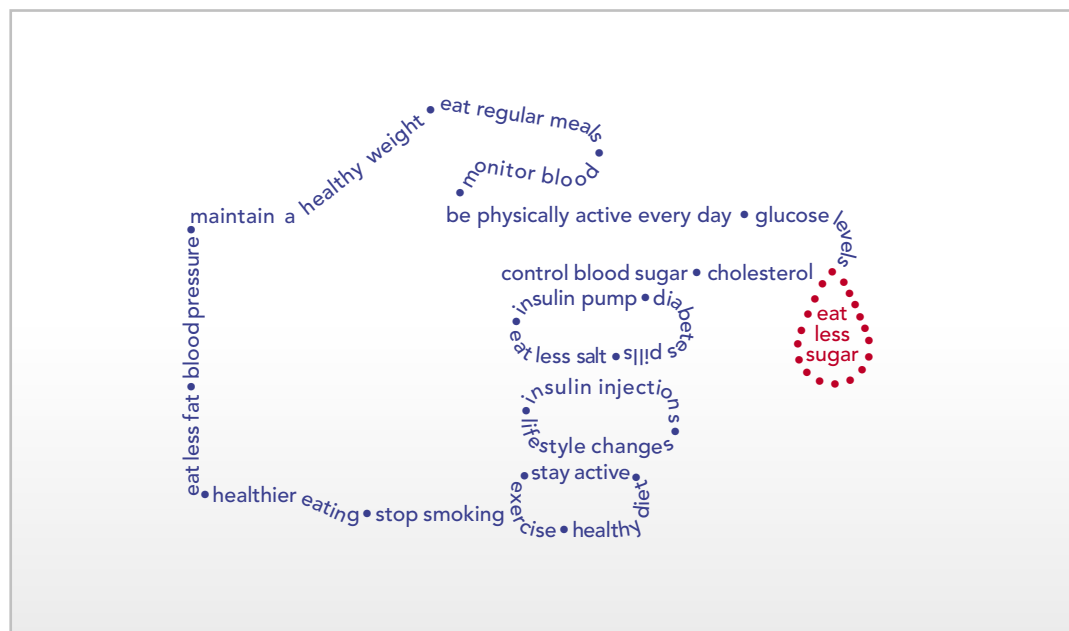 eat regular meals •
monitor blood •
maintain a healthy weight •
be physically active every day • glucose levels
control blood sugar • cholesterol
eat
less
sugar
insulin pump • diabetes pills •
eat less salt •
insulin injections •
lifestyle changes
•
stay active •
healthy diet
exercise •
eat less fat • blood pressure •
• healthier eating • stop smoking